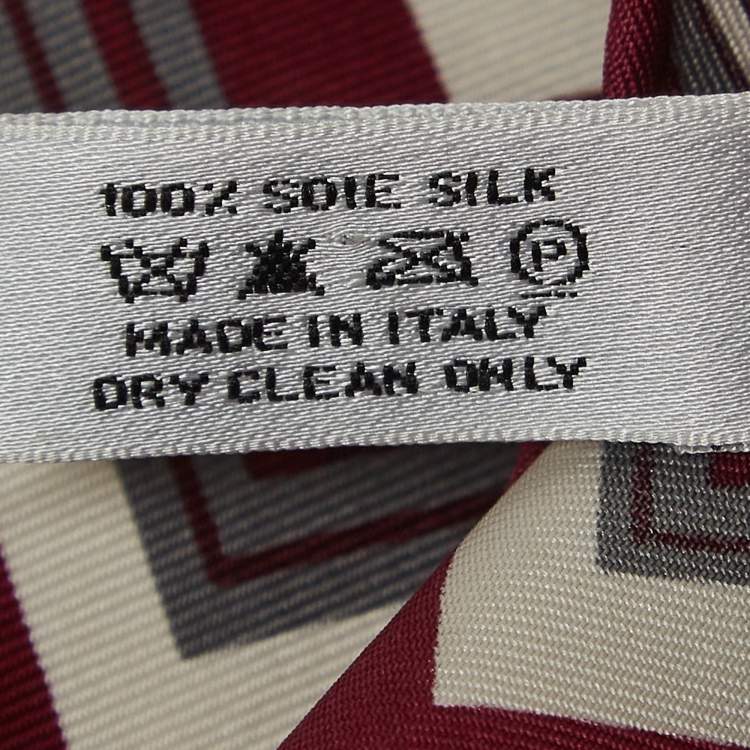 100% SOIE SILK
P
MADE IN ITALY
DRY CLEAN ONLY